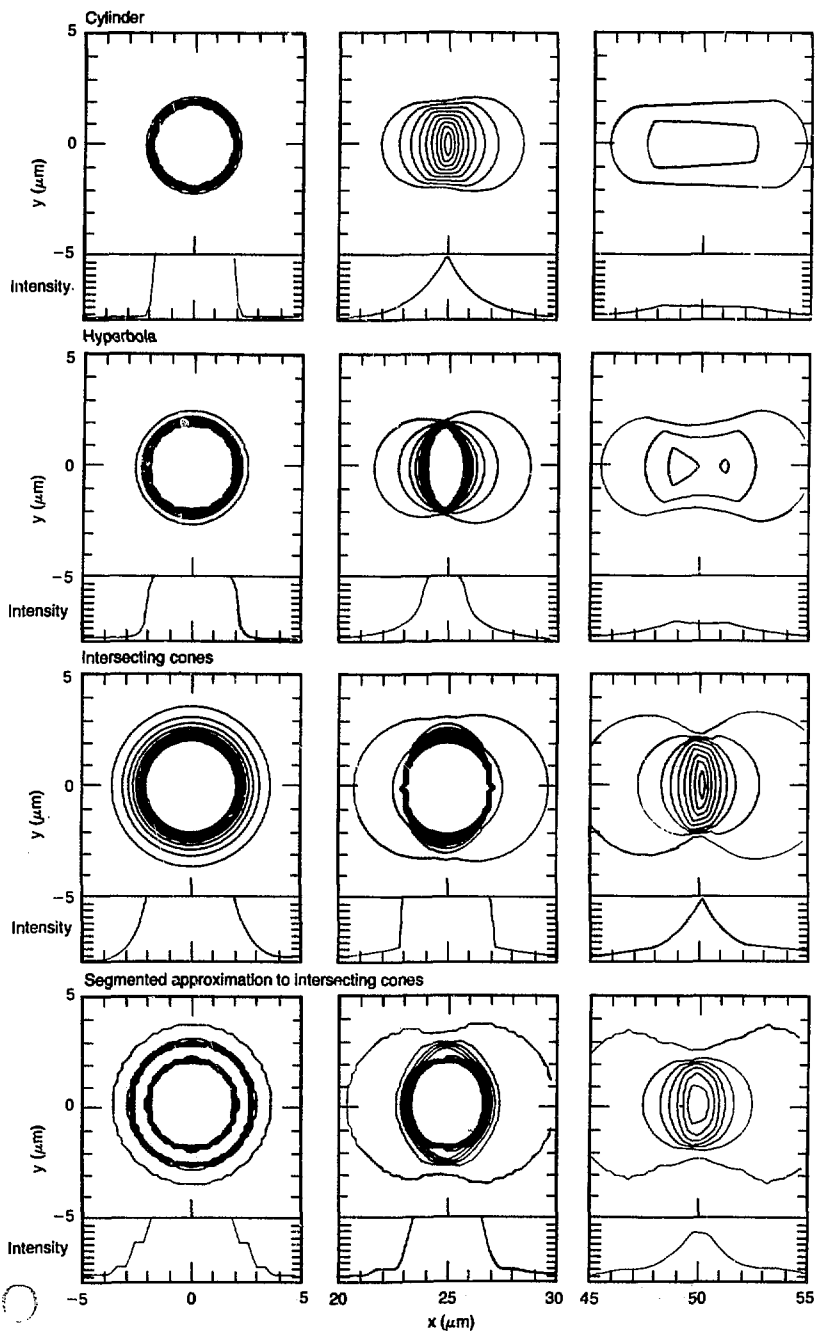 Cylinder
5
0
y (μm)
-5
Intensity
Hyperbola
5
0
y (μm)
-5
Intensity
Intersecting cones
5
0
y (μm)
-5
Intensity
Segmented approximation to intersecting cones
5
0
y (μm)
-5
Intensity
-5 0 5 20 25 30 45 50 55
x (μm)